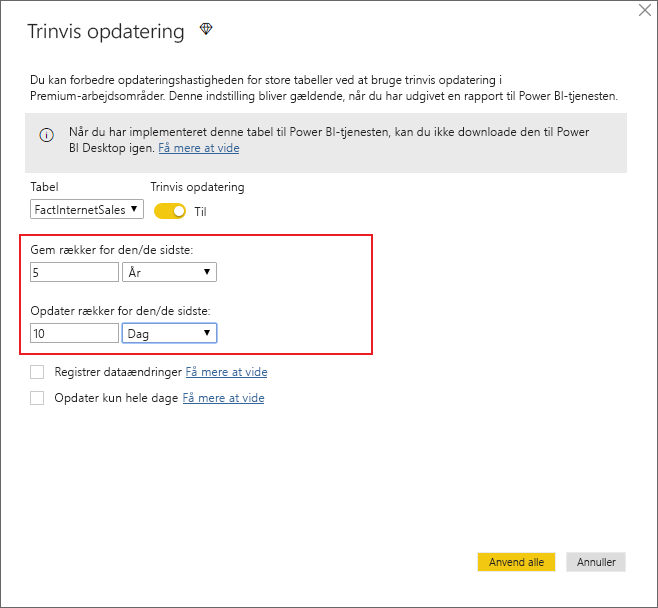 Trinvis opdatering
Du kan forbedre opdateringshastigheden for store tabeller ved at bruge trinvis opdatering i
Premium-arbejdsområder. Denne indstilling bliver gældende, når du har udgivet en rapport til Power BI-tjenesten.
Når du har implementeret denne tabel til Power BI-tjenesten, kan du ikke downloade den til Power
BI Desktop igen. Få mere at vide
Tabel Trinvis opdatering
FactInternetSales Til
Gem rækker for den/de sidste:
5 År
Opdater rækker for den/de sidste:
10 Dag
Registrer dataændringer Få mere at vide
Opdater kun hele dage Få mere at vide
Anvend alle Annuller